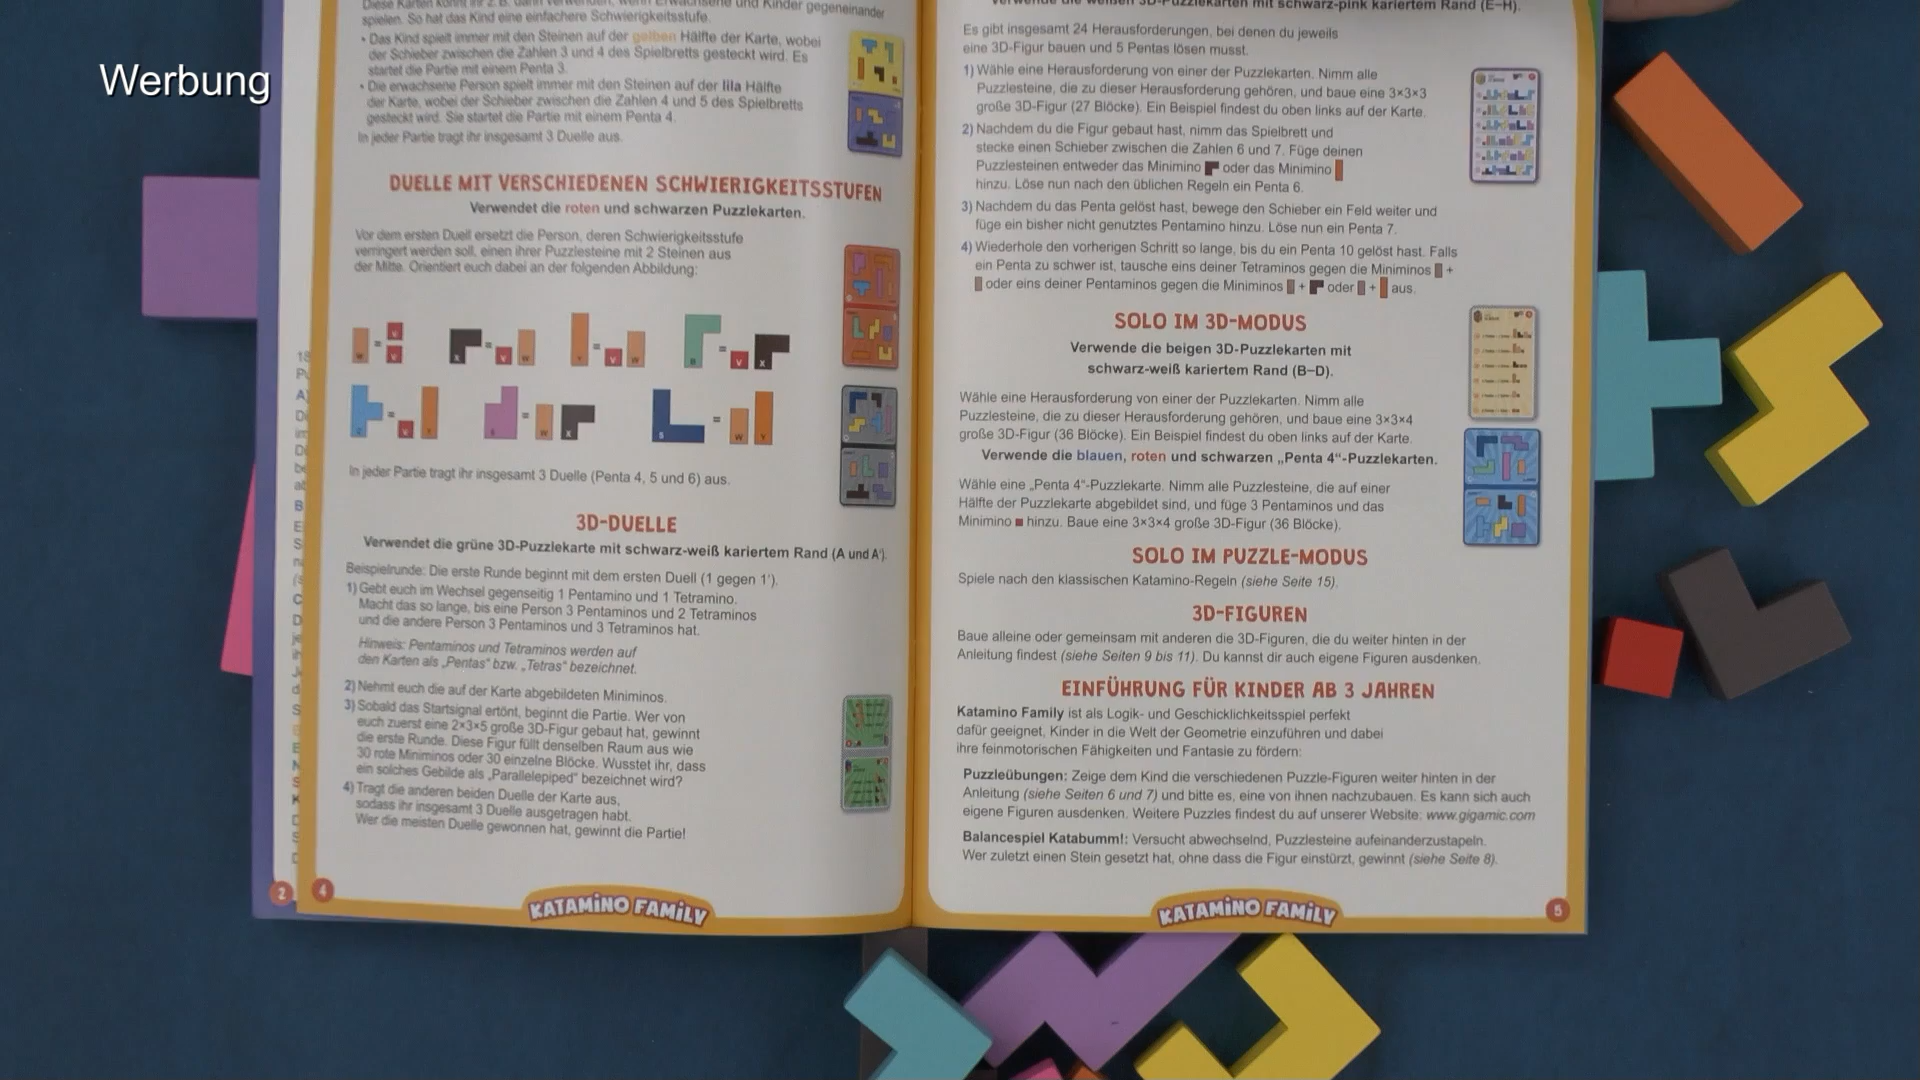 Werbung
Diese Karten könnt ihr z. B. dann verwenden, wenn Erwachsene und Kinder gegeneinander
spielen. So hat das Kind eine einfachere Schwierigkeitsstufe.
• Das Kind spielt immer mit den Steinen auf der gelben Hälfte der Karte, wobei
der Schieber zwischen die Zahlen 3 und 4 des Spielbretts gesteckt wird. Es
startet die Partie mit einem Penta 3.
• Die erwachsene Person spielt immer mit den Steinen auf der lila Hälfte
der Karte, wobei der Schieber zwischen die Zahlen 4 und 5 des Spielbretts
gesteckt wird. Sie startet die Partie mit einem Penta 4.
In jeder Partie tragt ihr insgesamt 3 Duelle aus.
DUELLE MIT VERSCHIEDENEN SCHWIERIGKEITSSTUFEN
Verwendet die roten und schwarzen Puzzlekarten.
Vor dem ersten Duell ersetzt die Person, deren Schwierigkeitsstufe
verringert werden soll, einen ihrer Puzzlesteine mit 2 Steinen aus
der Mitte. Orientiert euch dabei an der folgenden Abbildung:
In jeder Partie tragt ihr insgesamt 3 Duelle (Penta 4, 5 und 6) aus.
3D-DUELLE
Verwendet die grüne 3D-Puzzlekarte mit schwarz-weiß kariertem Rand (A und A').
Beispielrunde: Die erste Runde beginnt mit dem ersten Duell (1 gegen 1').
1) Gebt euch im Wechsel gegenseitig 1 Pentamino und 1 Tetramino.
Macht das so lange, bis eine Person 3 Pentaminos und 2 Tetraminos
und die andere Person 3 Pentaminos und 3 Tetraminos hat.
Hinweis: Pentaminos und Tetraminos werden auf
den Karten als „Pentas" bzw. „Tetras" bezeichnet.
2) Nehmt euch die auf der Karte abgebildeten Miniminos.
3) Sobald das Startsignal ertönt, beginnt die Partie. Wer von
euch zuerst eine 2×3×5 große 3D-Figur gebaut hat, gewinnt
die erste Runde. Diese Figur füllt denselben Raum aus wie
30 rote Miniminos oder 30 einzelne Blöcke. Wusstet ihr, dass
ein solches Gebilde als „Parallelepiped" bezeichnet wird?
4) Tragt die anderen beiden Duelle der Karte aus,
sodass ihr insgesamt 3 Duelle ausgetragen habt.
Wer die meisten Duelle gewonnen hat, gewinnt die Partie!
2
4
KATAMINO FAMILY
Verwende die weißen 3D-Puzzlekarten mit schwarz-pink kariertem Rand (E–H).
Es gibt insgesamt 24 Herausforderungen, bei denen du jeweils
eine 3D-Figur bauen und 5 Pentas lösen musst.
1) Wähle eine Herausforderung von einer der Puzzlekarten. Nimm alle
Puzzlesteine, die zu dieser Herausforderung gehören, und baue eine 3×3×3
große 3D-Figur (27 Blöcke). Ein Beispiel findest du oben links auf der Karte.
2) Nachdem du die Figur gebaut hast, nimm das Spielbrett und
stecke einen Schieber zwischen die Zahlen 6 und 7. Füge deinen
Puzzlesteinen entweder das Minimino oder das Minimino
hinzu. Löse nun nach den üblichen Regeln ein Penta 6.
3) Nachdem du das Penta gelöst hast, bewege den Schieber ein Feld weiter und
füge ein bisher nicht genutztes Pentamino hinzu. Löse nun ein Penta 7.
4) Wiederhole den vorherigen Schritt so lange, bis du ein Penta 10 gelöst hast. Falls
ein Penta zu schwer ist, tausche eins deiner Tetraminos gegen die Miniminos +
oder eins deiner Pentaminos gegen die Miniminos + oder + aus.
SOLO IM 3D-MODUS
Verwende die beigen 3D-Puzzlekarten mit
schwarz-weiß kariertem Rand (B–D).
Wähle eine Herausforderung von einer der Puzzlekarten. Nimm alle
Puzzlesteine, die zu dieser Herausforderung gehören, und baue eine 3×3×4
große 3D-Figur (36 Blöcke). Ein Beispiel findest du oben links auf der Karte.
Verwende die blauen, roten und schwarzen „Penta 4"-Puzzlekarten.
Wähle eine „Penta 4"-Puzzlekarte. Nimm alle Puzzlesteine, die auf einer
Hälfte der Puzzlekarte abgebildet sind, und füge 3 Pentaminos und das
Minimino hinzu. Baue eine 3×3×4 große 3D-Figur (36 Blöcke).
SOLO IM PUZZLE-MODUS
Spiele nach den klassischen Katamino-Regeln (siehe Seite 15).
3D-FIGUREN
Baue alleine oder gemeinsam mit anderen die 3D-Figuren, die du weiter hinten in der
Anleitung findest (siehe Seiten 9 bis 11). Du kannst dir auch eigene Figuren ausdenken.
EINFÜHRUNG FÜR KINDER AB 3 JAHREN
Katamino Family ist als Logik- und Geschicklichkeitsspiel perfekt
dafür geeignet, Kinder in die Welt der Geometrie einzuführen und dabei
ihre feinmotorischen Fähigkeiten und Fantasie zu fördern:
Puzzleübungen: Zeige dem Kind die verschiedenen Puzzle-Figuren weiter hinten in der
Anleitung (siehe Seiten 6 und 7) und bitte es, eine von ihnen nachzubauen. Es kann sich auch
eigene Figuren ausdenken. Weitere Puzzles findest du auf unserer Website: www.gigamic.com
Balancespiel Katabumm!: Versucht abwechselnd, Puzzlesteine aufeinanderzustapeln.
Wer zuletzt einen Stein gesetzt hat, ohne dass die Figur einstürzt, gewinnt (siehe Seite 8).
KATAMINO FAMILY
5